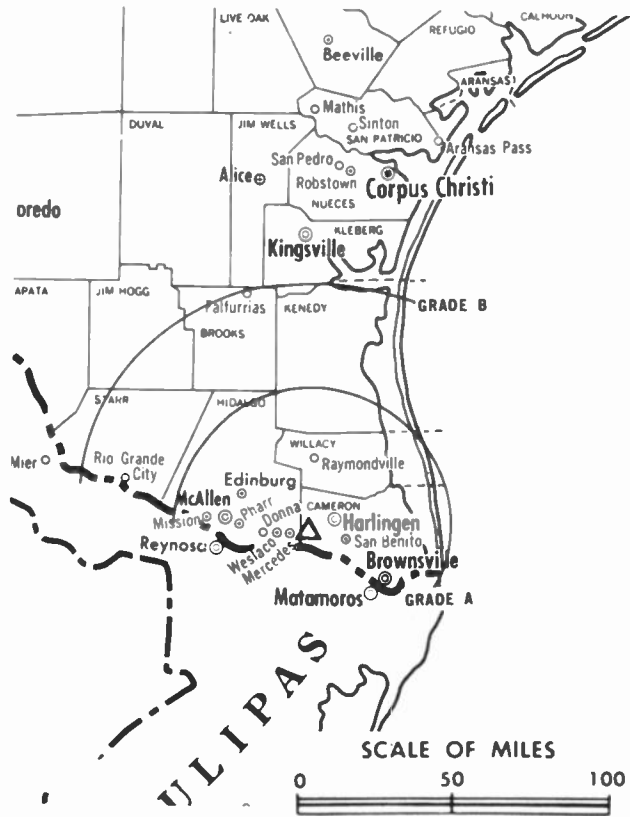 LIVE OAK
CALHOUN
REFUGIO
Beeville
ARANSAS
Mathis
DUVAL
JIM WELLS
Sinton
SAN PATRICIO
Aransas Pass
San Pedro
Alice
Robstown
Corpus Christi
NUECES
oredo
KLEBERG
Kingsville
APATA
JIM HOGG
Falfurrias
KENEDY
GRADE B
BROOKS
STARR
HIDALGO
WILLACY
Mier
Rio Grande
City
Raymondville
Edinburg
McAllen
CAMERON
Mission
Pharr
Donna
Harlingen
Reynosa
Weslaco
Mercedes
San Benito
Brownsville
Matamoros
GRADE A
ULIPAS
SCALE OF MILES
0 50 100